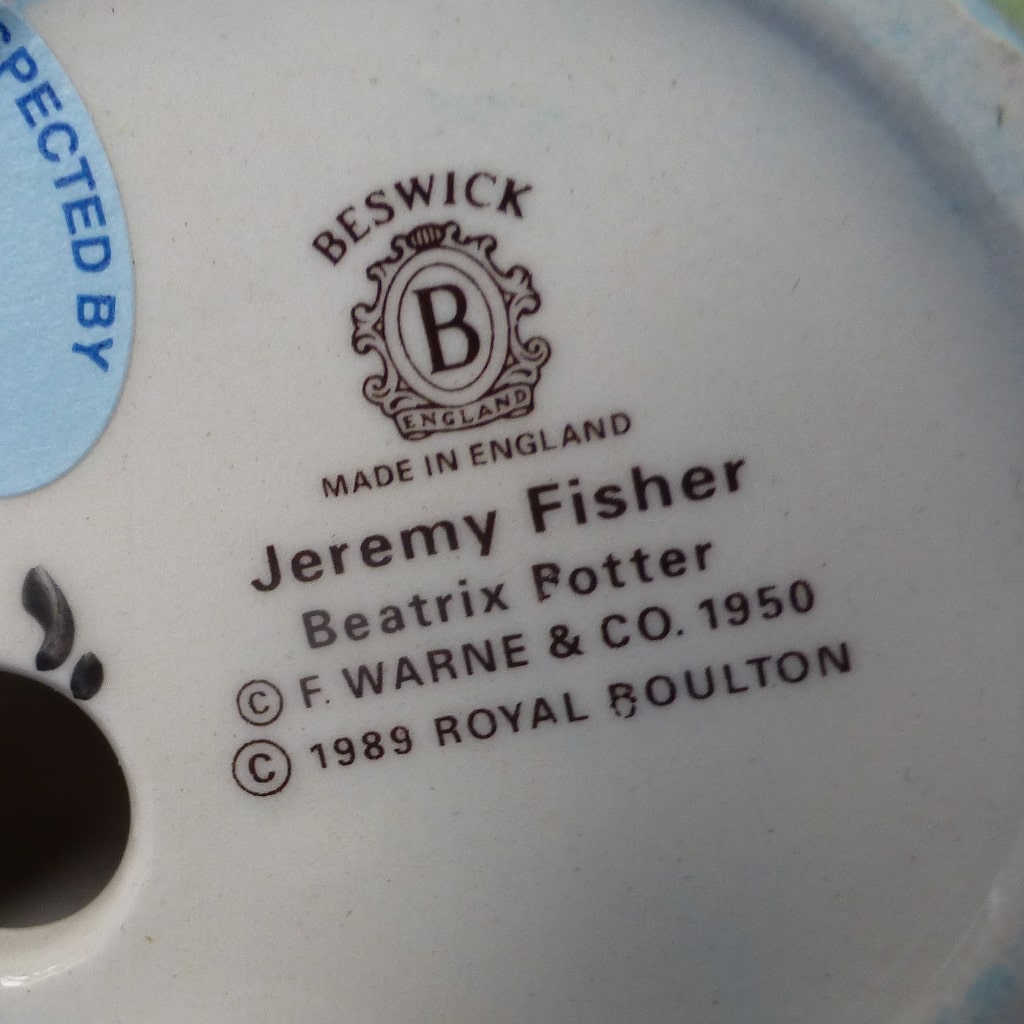 SPECTED BY
BESWICK
B
ENGLAND
MADE IN ENGLAND
Jeremy Fisher
Beatrix Potter
© F. WARNE & CO. 1950
© 1989 ROYAL DOULTON